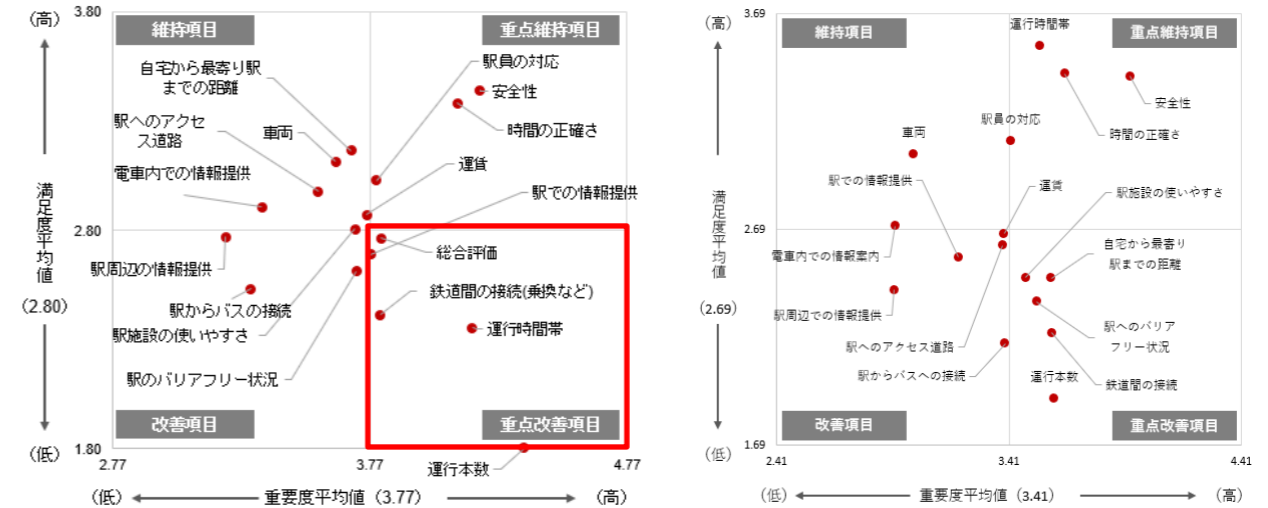 （高）
3.80
維持項目
重点維持項目
自宅から最寄り駅
までの距離
駅員の対応
安全性
時間の正確さ
駅へのアクセ
ス道路
車両
運賃
電車内での情報提供
駅での情報提供
満足度平均値
（2.80）
2.80
総合評価
駅周辺の情報提供
鉄道間の接続(乗換など)
駅からバスの接続
運行時間帯
駅施設の使いやすさ
駅のバリアフリー状況
改善項目
重点改善項目
（低）
1.80
2.77
3.77
4.77
運行本数
（低）
重要度平均値（3.77）
（高）
（高）
3.69
維持項目
運行時間帯
重点維持項目
安全性
時間の正確さ
駅員の対応
車両
駅での情報提供
運賃
駅施設の使いやすさ
満足度平均値
（2.69）
2.69
電車内での情報案内
自宅から最寄り
駅までの距離
駅周辺での情報提供
駅へのバリア
フリー状況
駅へのアクセス道路
駅からバスへの接続
運行本数
鉄道間の接続
改善項目
重点改善項目
（低）
1.69
2.41
3.41
4.41
（低）
重要度平均値（3.41）
（高）